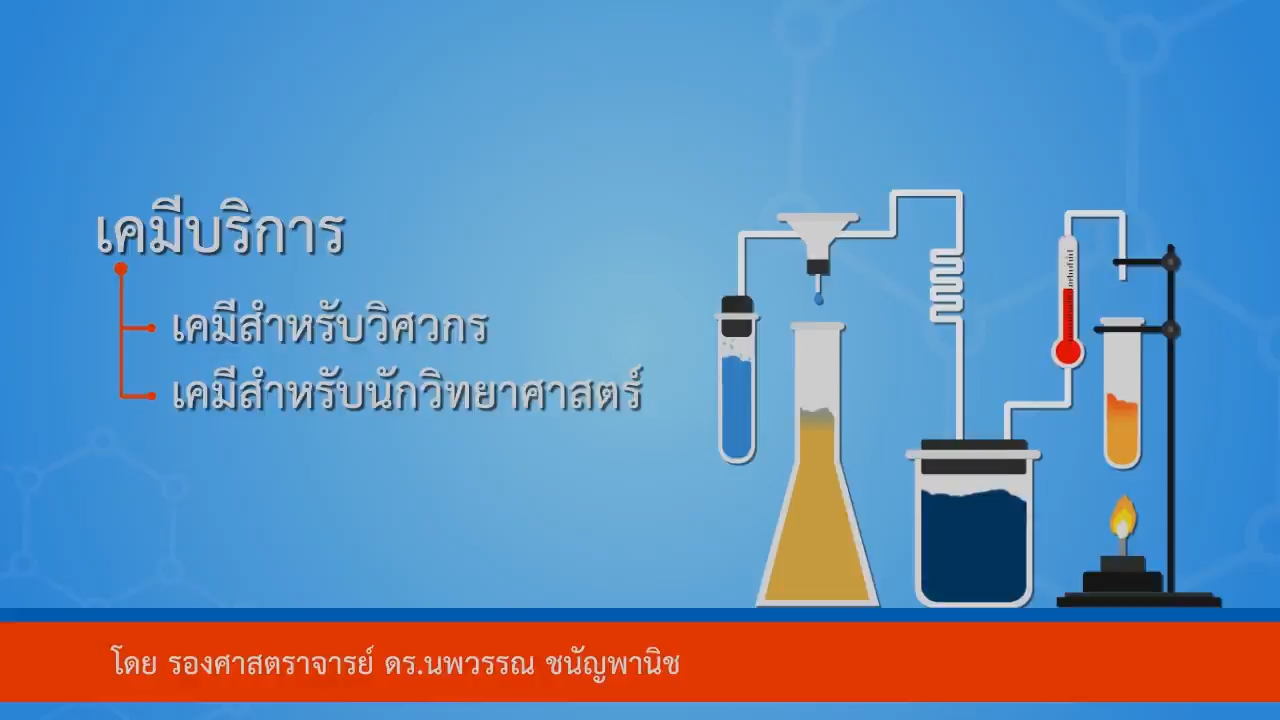 เคมีบริการ
เคมีสำหรับวิศวกร
เคมีสำหรับนักวิทยาศาสตร์
โดย รองศาสตราจารย์ ดร.นพวรรณ ชนัญพานิช